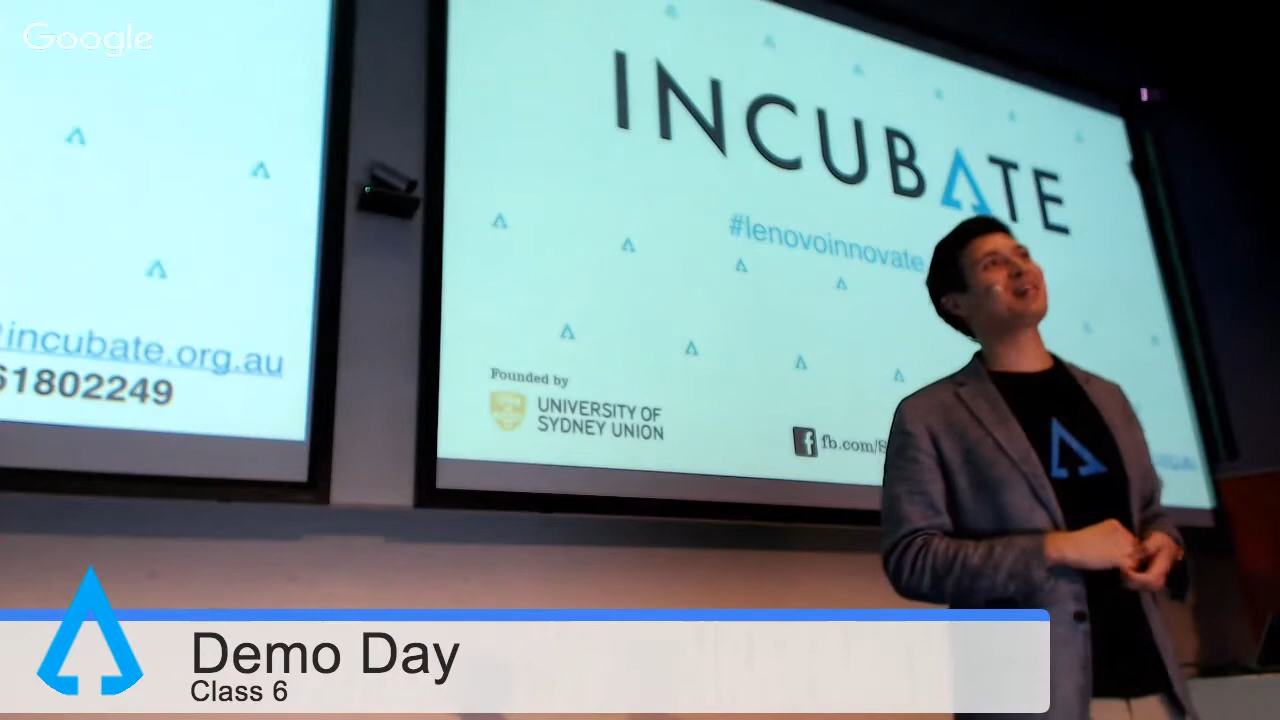 Google
INCUBATE
#lenovoinnovate
incubate.org.au
61802249
Founded by
UNIVERSITY OF
SYDNEY UNION
fb.com/S
Demo Day
Class 6